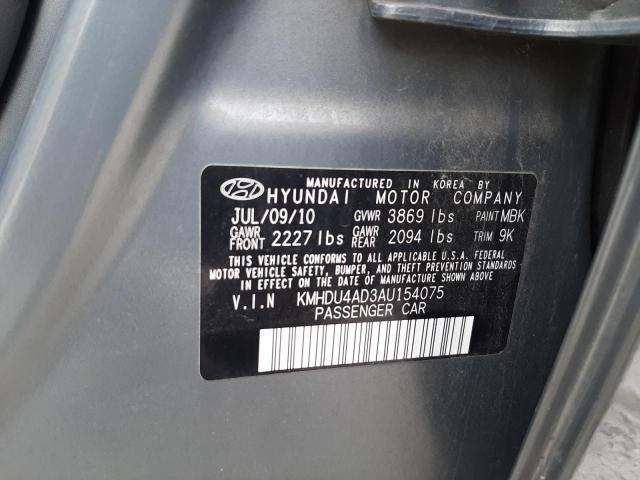 MANUFACTURED IN KOREA BY
HYUNDAI MOTOR COMPANY
JUL/09/10 GVWR 3869 lbs PAINT MBK
GAWR FRONT 2227 lbs GAWR REAR 2094 lbs TRIM 9K
THIS VEHICLE CONFORMS TO ALL APPLICABLE U.S.A. FEDERAL
MOTOR VEHICLE SAFETY, BUMPER, AND THEFT PREVENTION STANDARDS
IN EFFECT ON THE DATE OF MANUFACTURE SHOWN ABOVE.
V.I.N KMHDU4AD3AU154075
PASSENGER CAR